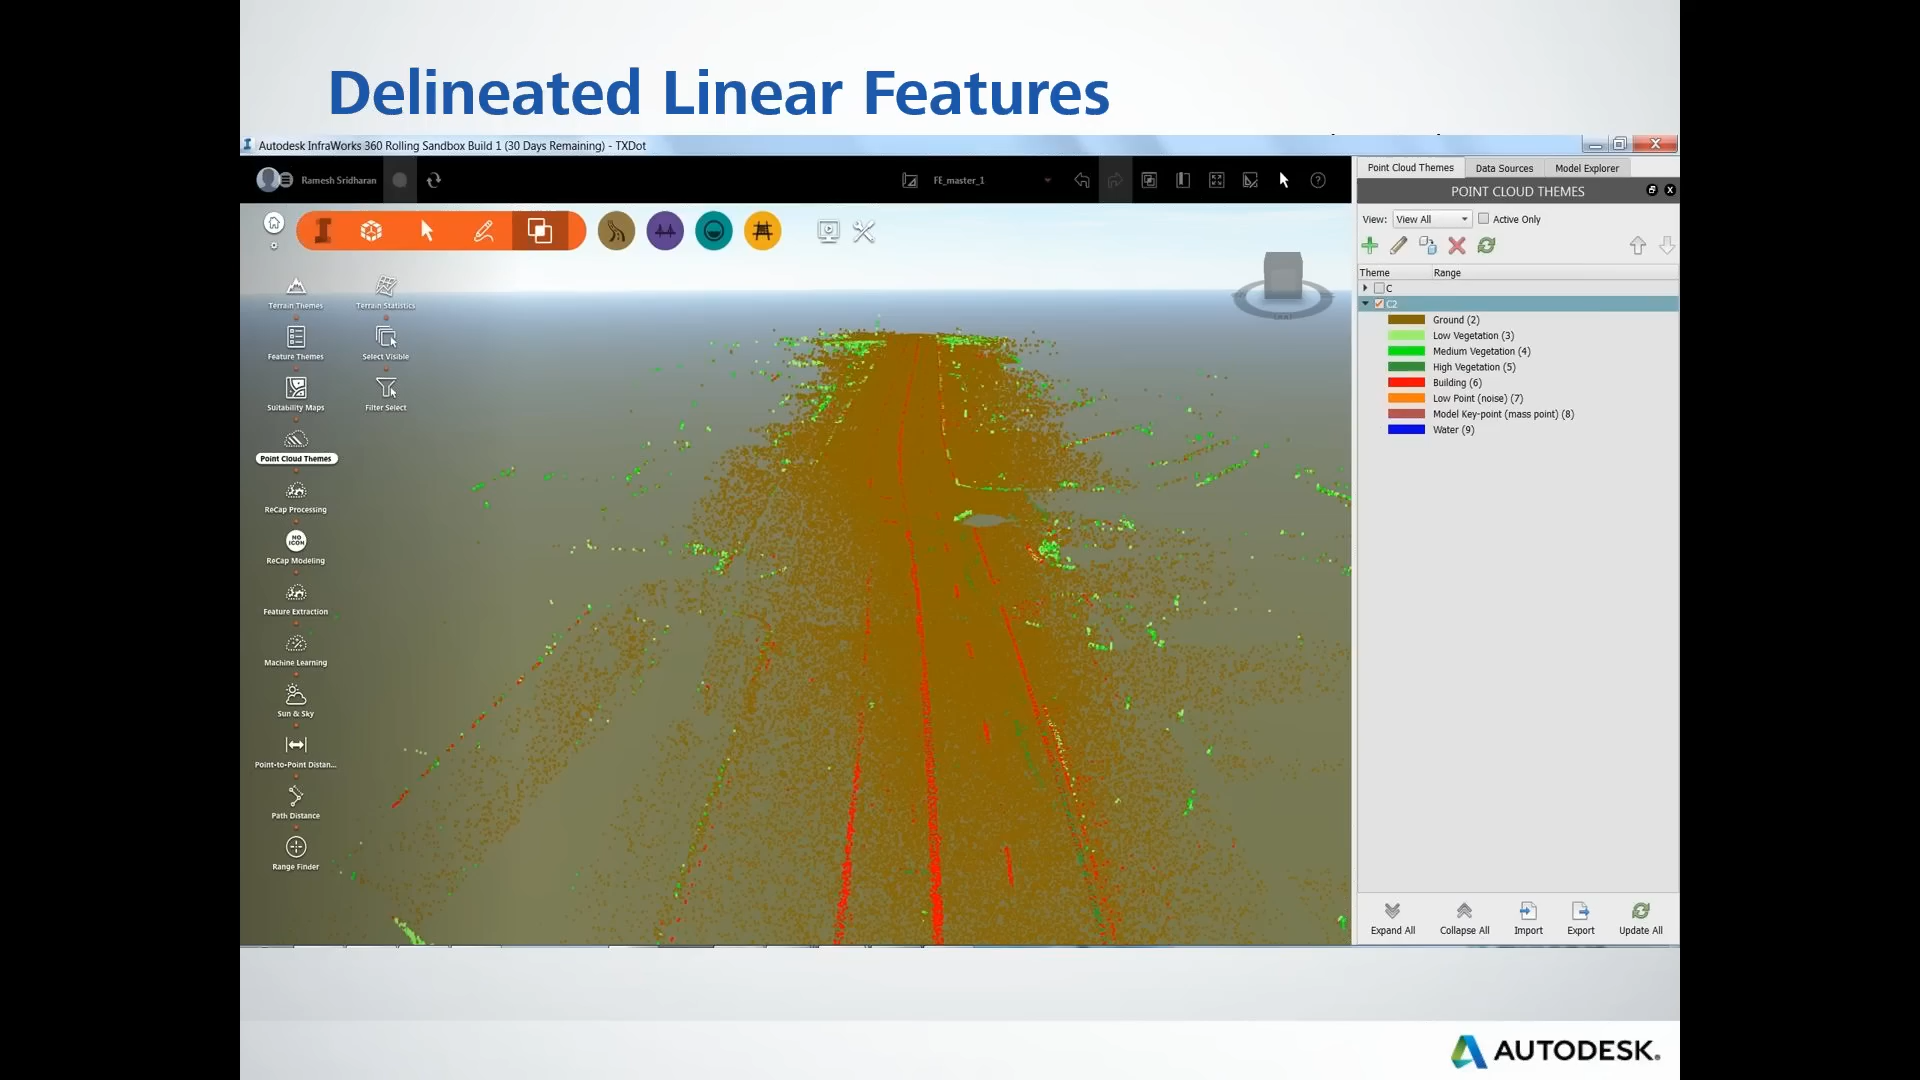 Delineated Linear Features
Autodesk InfraWorks 360 Rolling Sandbox Build 1 (30 Days Remaining) - TXDot
Ramesh Sridharan
FE_master_1
Terrain Themes
Terrain Statistics
Feature Themes
Select Visible
Suitability Maps
Filter Select
Point Cloud Themes
ReCap Processing
NO ICON
ReCap Modeling
Feature Extraction
Machine Learning
Sun & Sky
Point-to-Point Distan...
Path Distance
Range Finder
Point Cloud Themes
Data Sources
Model Explorer
POINT CLOUD THEMES
View: View All
Active Only
Theme Range
C
C2
Ground (2)
Low Vegetation (3)
Medium Vegetation (4)
High Vegetation (5)
Building (6)
Low Point (noise) (7)
Model Key-point (mass point) (8)
Water (9)
Expand All
Collapse All
Import
Export
Update All
AUTODESK.